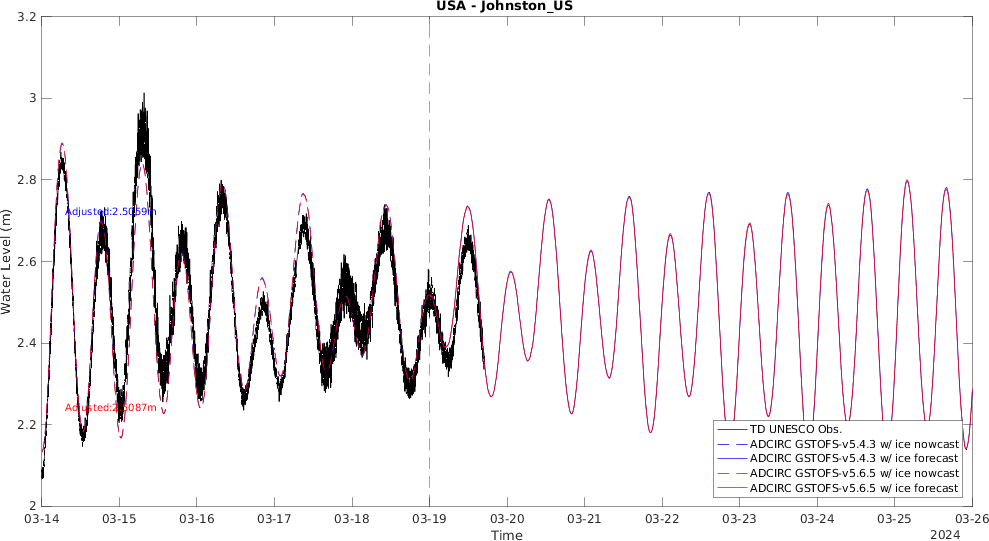 USA - Johnston_US
3.2
3
2.8
2.6
2.4
2.2
2
Water Level (m)
Adjusted:2.5059m
Adjusted:2.5087m
TD UNESCO Obs.
ADCIRC GSTOFS-v5.4.3 w/ ice nowcast
ADCIRC GSTOFS-v5.4.3 w/ ice forecast
ADCIRC GSTOFS-v5.6.5 w/ ice nowcast
ADCIRC GSTOFS-v5.6.5 w/ ice forecast
03-14 03-15 03-16 03-17 03-18 03-19 03-20 03-21 03-22 03-23 03-24 03-25 03-26
Time
2024